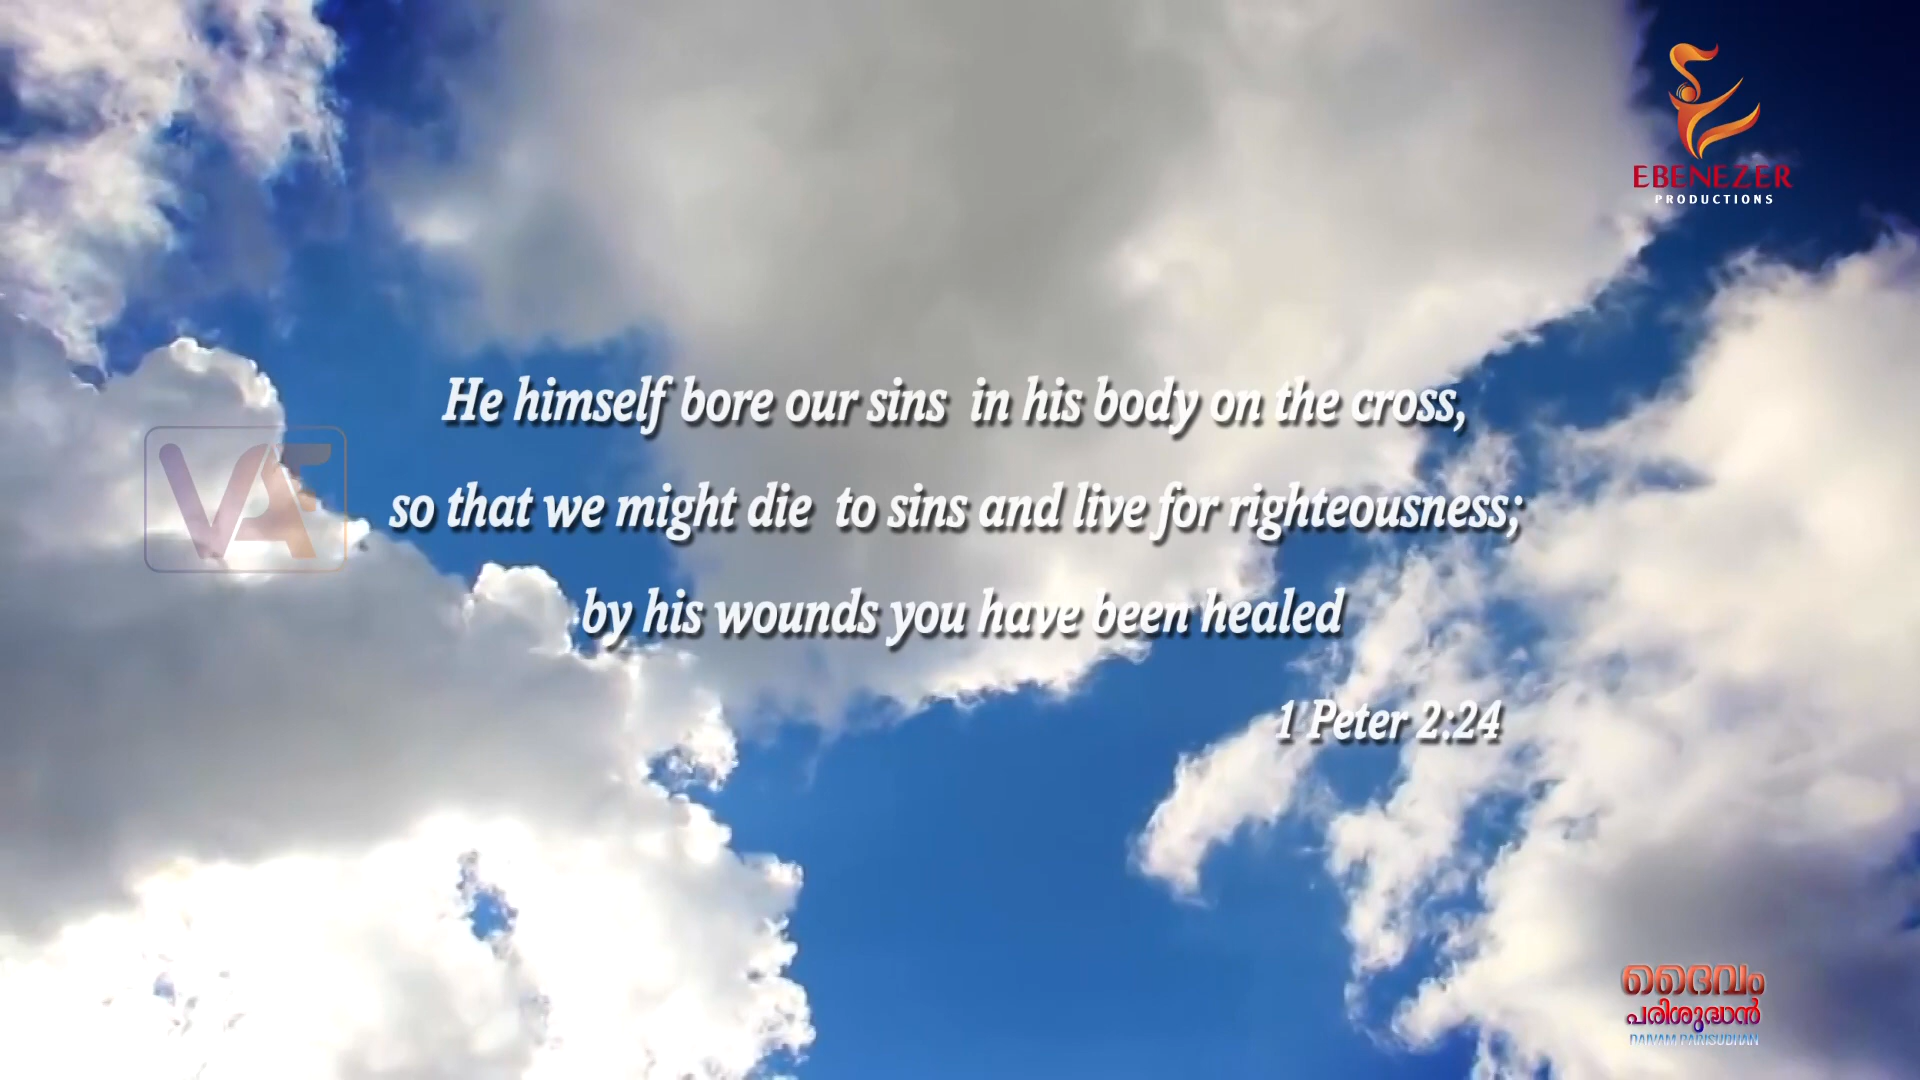 EBENEZER
PRODUCTIONS
He himself bore our sins in his body on the cross,
so that we might die to sins and live for righteousness;
by his wounds you have been healed
1 Peter 2:24
VAF
ദൈവം
പരിശുദ്ധൻ
DAIVAM PARISUDHAN